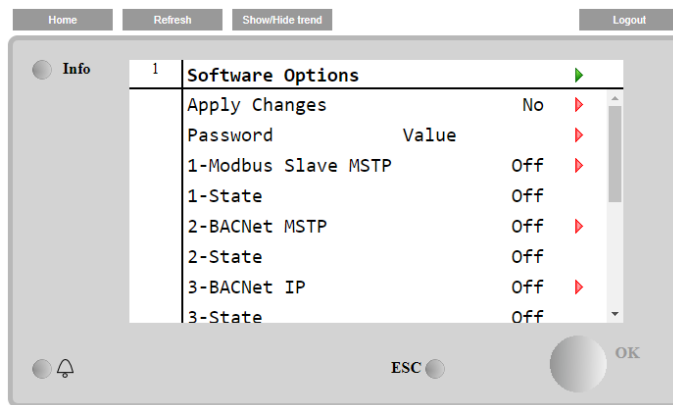 Home Refresh Show/Hide trend Logout
Info
1 Software Options
Apply Changes No
Password Value
1-Modbus Slave MSTP Off
1-State Off
2-BACNet MSTP Off
2-State Off
3-BACNet IP Off
3-State Off
ESC OK